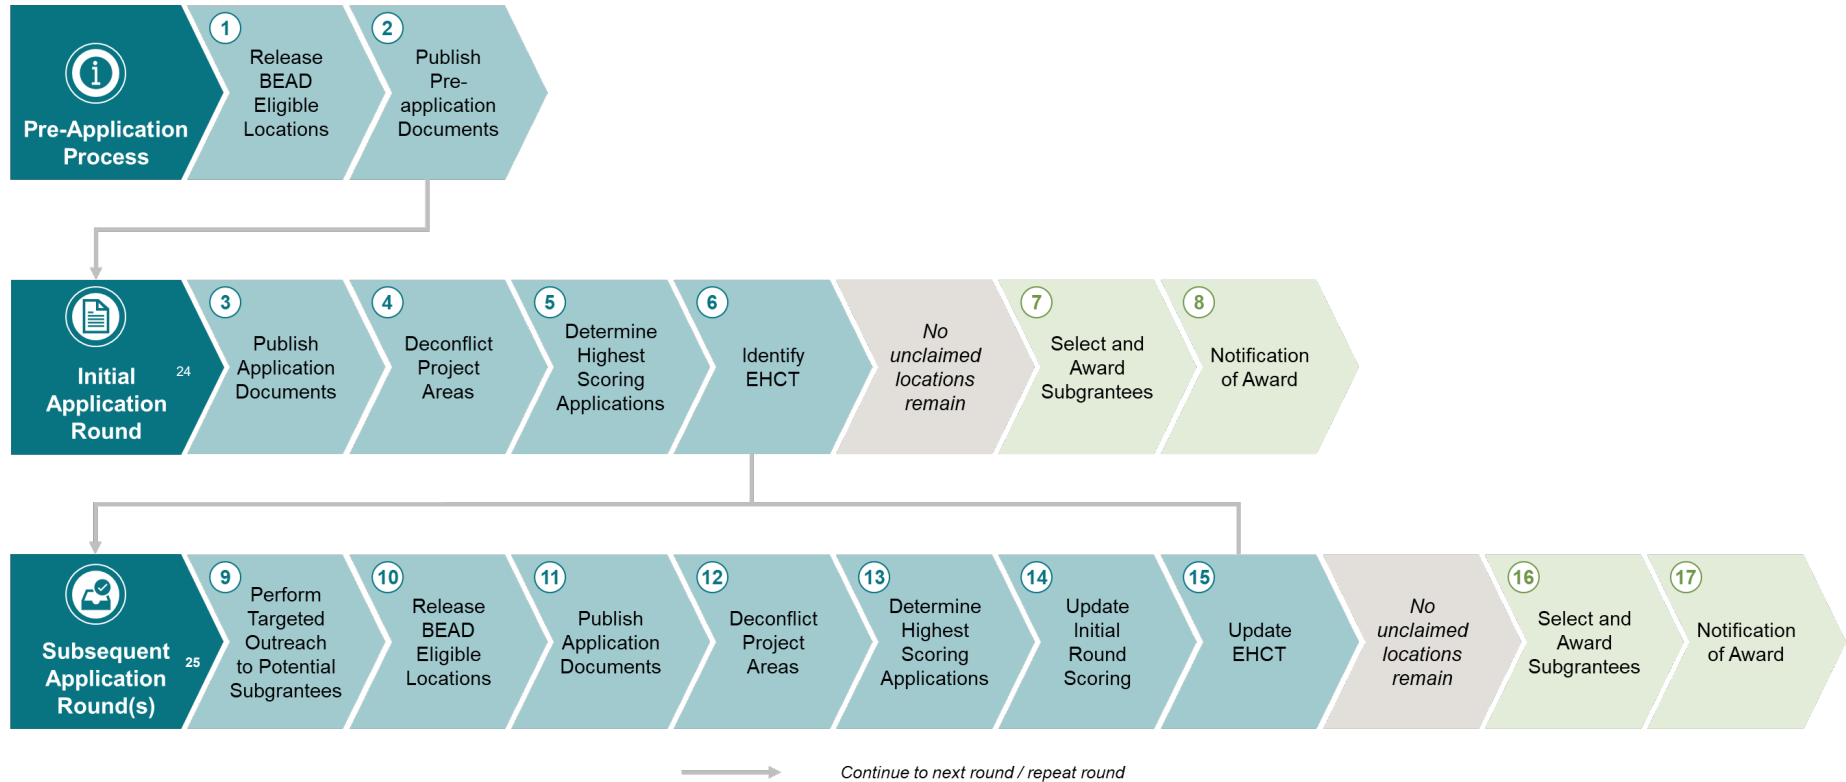 Pre-Application
Process
1
Release
BEAD
Eligible
Locations
2
Publish
Pre-
application
Documents
Initial
Application
Round
24
3
Publish
Application
Documents
4
Deconflict
Project
Areas
5
Determine
Highest
Scoring
Applications
6
Identify
EHCT
No
unclaimed
locations
remain
7
Select and
Award
Subgrantees
8
Notification
of Award
Subsequent
Application
Round(s)
25
9
Perform
Targeted
Outreach
to Potential
Subgrantees
10
Release
BEAD
Eligible
Locations
11
Publish
Application
Documents
12
Deconflict
Project
Areas
13
Determine
Highest
Scoring
Applications
14
Update
Initial
Round
Scoring
15
Update
EHCT
No
unclaimed
locations
remain
16
Select and
Award
Subgrantees
17
Notification
of Award
Continue to next round / repeat round